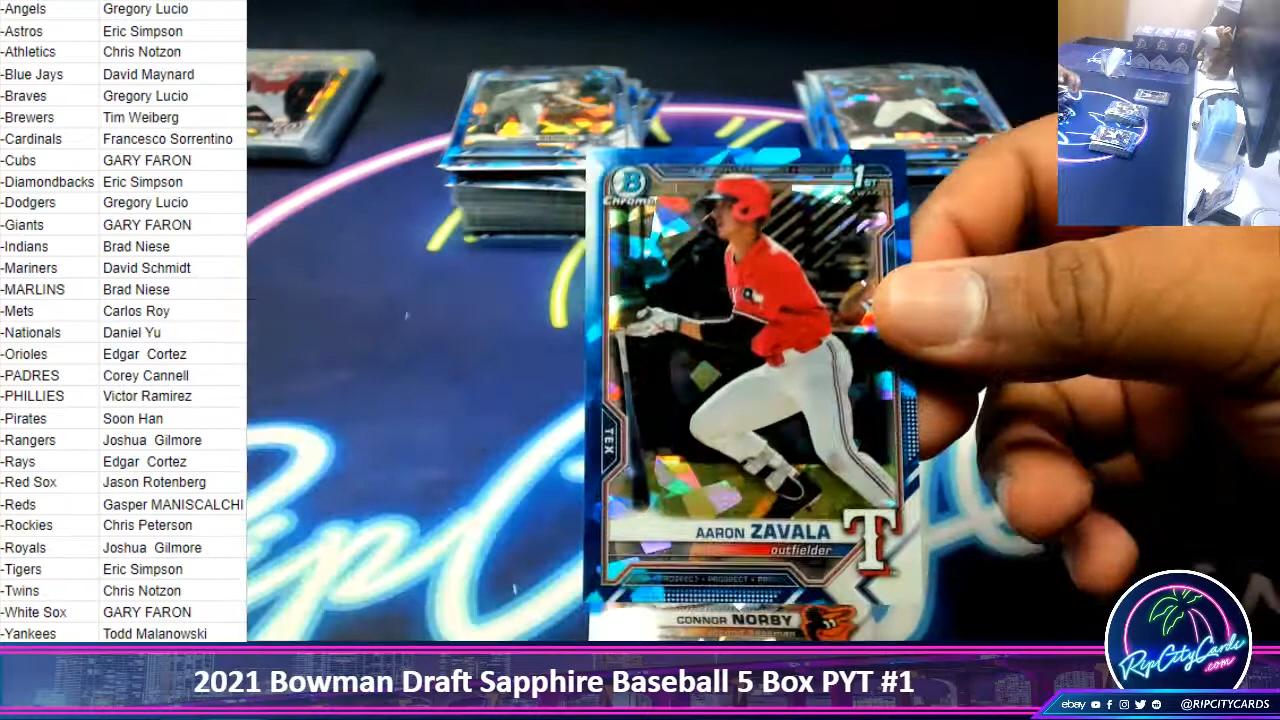 -Angels Gregory Lucio
-Astros Eric Simpson
-Athletics Chris Notzon
-Blue Jays David Maynard
-Braves Gregory Lucio
-Brewers Tim Weiberg
-Cardinals Francesco Sorrentino
-Cubs GARY FARON
-Diamondbacks Eric Simpson
-Dodgers Gregory Lucio
-Giants GARY FARON
-Indians Brad Niese
-Mariners David Schmidt
-MARLINS Brad Niese
-Mets Carlos Roy
-Nationals Daniel Yu
-Orioles Edgar Cortez
-PADRES Corey Cannell
-PHILLIES Victor Ramirez
-Pirates Soon Han
-Rangers Joshua Gilmore
-Rays Edgar Cortez
-Red Sox Jason Rotenberg
-Reds Gasper MANISCALCHI
-Rockies Chris Peterson
-Royals Joshua Gilmore
-Tigers Eric Simpson
-Twins Chris Notzon
-White Sox GARY FARON
-Yankees Todd Malanowski
B
Chrome
1ST
TEX
AARON ZAVALA
outfielder
T
PROSPECT • PROSPECT
CONNOR NORBY
RipCityCards
.com
2021 Bowman Draft Sapphire Baseball 5 Box PYT #1
ebay @RIPCITYCARDS